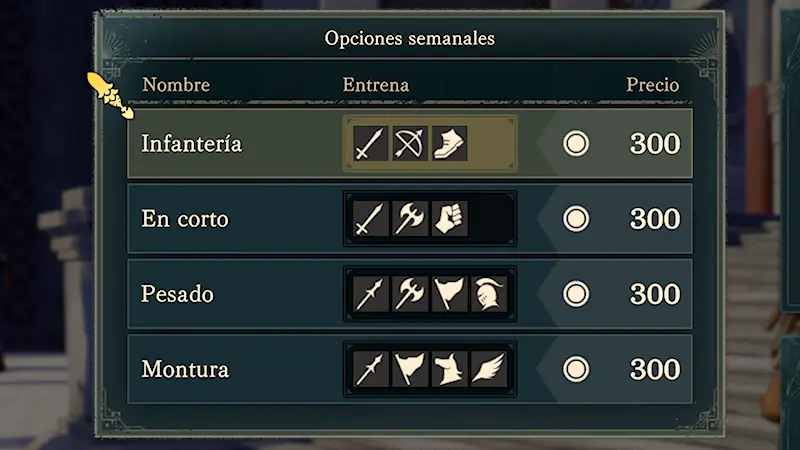 Opciones semanales
Nombre Entrena Precio
Infantería 300
En corto 300
Pesado 300
Montura 300